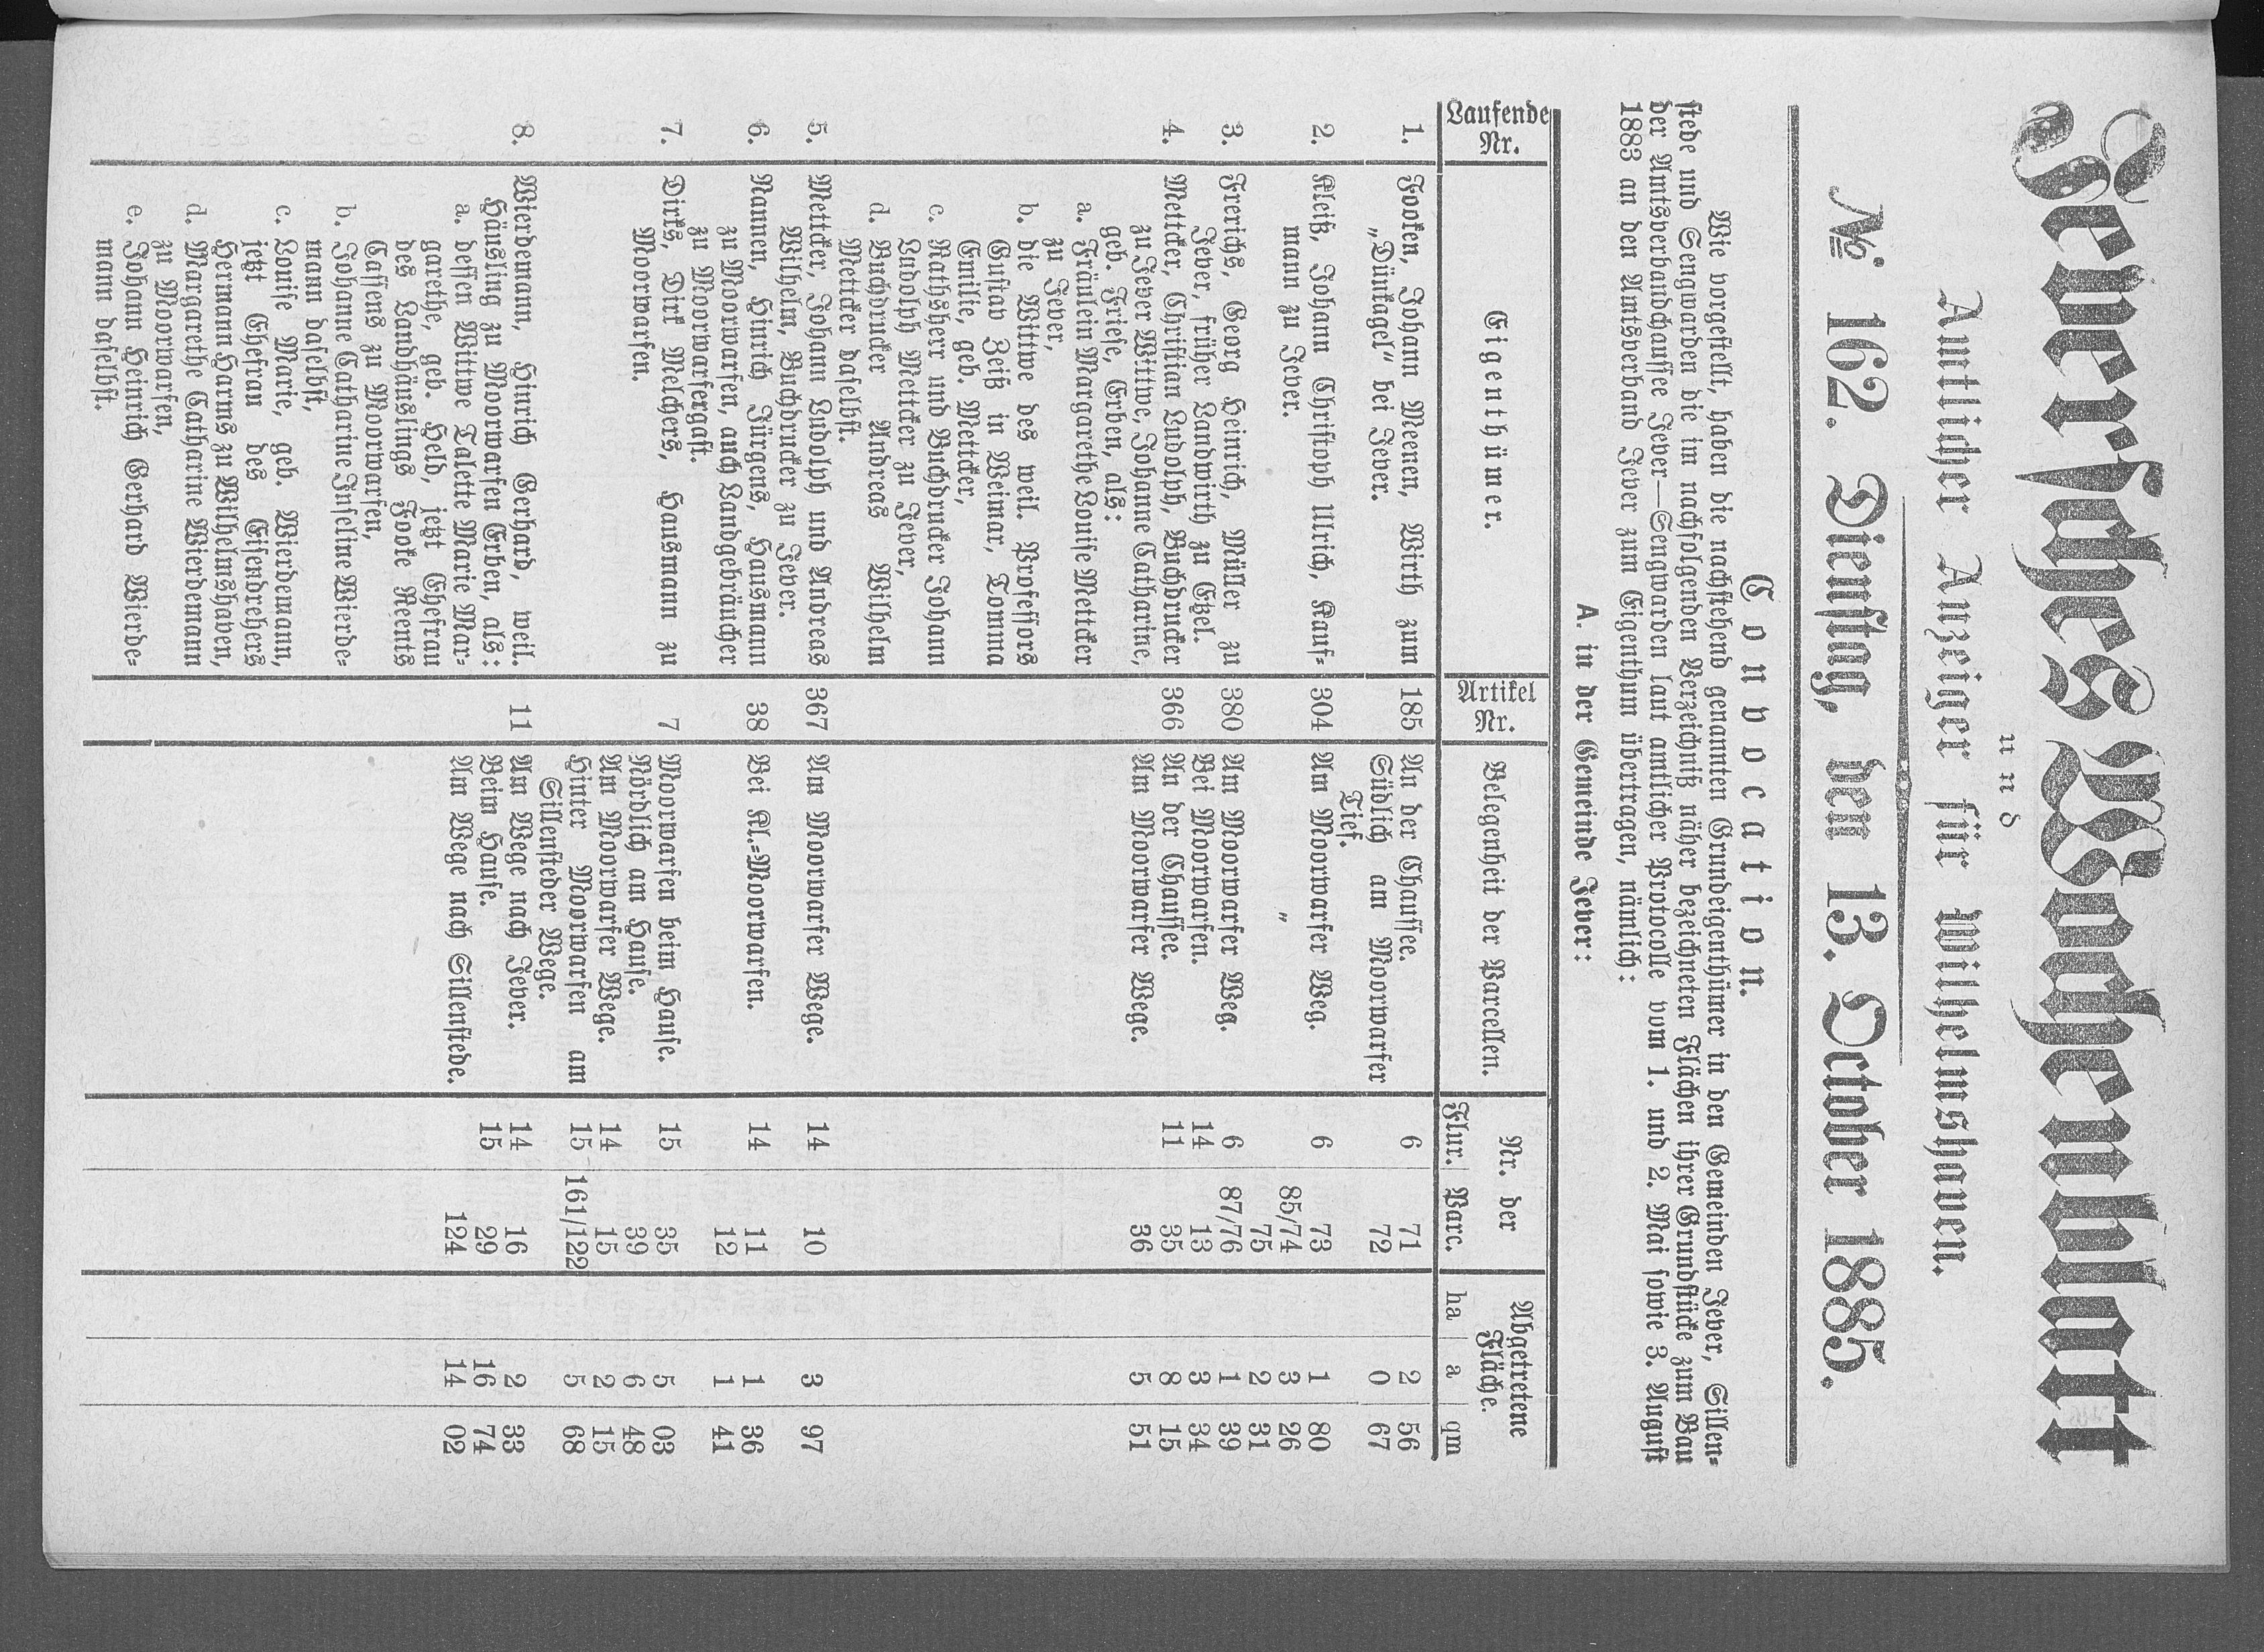 Jeversches Wochenblatt
und
Amtlicher Anzeiger für Wilhelmshaven.
№ 162. Dienstag, den 13. October 1885.
Convocation.
Wie vorgestellt, haben die nachstehend genannten Grundeigenthümer in den Gemeinden Jever, Sillen-
stede und Sengwarden die im nachfolgenden Verzeichniß näher bezeichneten Flächen ihrer Grundstücke zum Bau
der Amtsverbandchaussee Jever—Sengwarden laut amtlicher Protocolle vom 1. und 2. Mai sowie 3. August
1883 an den Amtsverband Jever zum Eigenthum übertragen, nämlich:
A. in der Gemeinde Jever:
Laufende Nr. Eigenthümer. Artikel Nr. Belegenheit der Parcellen. Nr. der Abgetretene Fläche.
Flur. Parc. ha a qm
1. Fooken, Johann Meenen, Wirth zum 185 An der Chaussee. 6 71 2 56
„Dünkagel“ bei Jever. Südlich am Moorwarfer 72 0 67
Tief.
2. Kleiß, Johann Christoph Ulrich, Kauf- 304 Am Moorwarfer Weg. 6 73 1 80
mann zu Jever. „ 85/74 3 26
75 2 31
3. Frerichs, Georg Heinrich, Müller zu 380 Am Moorwarfer Weg. 6 87/76 1 39
Jever, früher Landwirth zu Ehel. Bei Moorwarfen. 14 13 3 34
4. Mettcker, Christian Ludolph, Buchdrucker 366 An der Chaussee. 11 35 8 15
zu Jever Wittwe, Johanne Catharine, Am Moorwarfer Wege. 36 5 51
geb. Friese, Erben, als:
a. Fräulein Margarethe Louise Mettcker
zu Jever,
b. die Wittwe des weil. Professors
Gustav Zeiß in Weimar, Tomma
Emilie, geb. Mettcker,
c. Rathsherr und Buchdrucker Johann
Ludolph Mettcker zu Jever,
d. Buchdrucker Andreas Wilhelm
Mettcker daselbst.
5. Mettcker, Johann Ludolph und Andreas 367 Am Moorwarfer Wege. 14 10 3 97
Wilhelm, Buchdrucker zu Jever.
6. Nannen, Hinrich Jürgens, Hausmann 38 Bei Kl.-Moorwarfen. 14 11 1 36
zu Moorwarfen, auch Landgebräucher 12 1 41
zu Moorwarfergast.
7. Dirks, Dirk Melchers, Hausmann zu 7 Moorwarfen beim Hause. 15 35 5 03
Moorwarfen. Nördlich am Hause. 39 6 48
Am Moorwarfer Wege. 14 15 2 15
Hinter Moorwarfen am 15 161/122 5 68
Sillensteder Wege.
8. Wierdemann, Hinrich Gerhard, weil. 11 Am Wege nach Jever. 14 16 2 33
Häusling zu Moorwarfen Erben, als: Beim Hause. 15 29 16 74
a. dessen Wittwe Talette Marie Mar- Am Wege nach Sillenstede. 124 14 02
garethe, geb. Held, jetzt Ehefrau
des Landhäuslings Fooke Reents
Cassens zu Moorwarfen,
b. Johanne Catharine Insseline Wierde-
mann daselbst,
c. Louise Marie, geb. Wierdemann,
jetzt Ehefrau des Eisendrehers
Hermann Harms zu Wilhelmshaven,
d. Margarethe Catharine Wierdemann
zu Moorwarfen,
e. Johann Heinrich Gerhard Wierde-
mann daselbst.